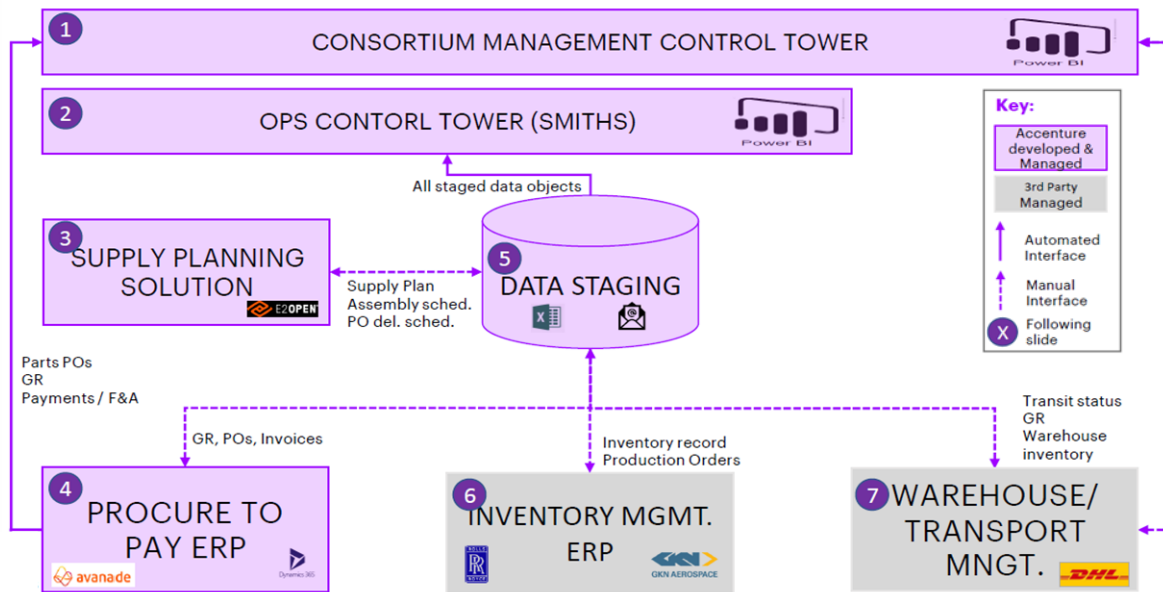 1
CONSORTIUM MANAGEMENT CONTROL TOWER
Power BI
2
OPS CONTORL TOWER (SMITHS)
Power BI
Key:
Accenture
developed &
Managed
3rd Party
Managed
Automated
Interface
Manual
Interface
X
Following
slide
All staged data objects
3
SUPPLY PLANNING
SOLUTION
E2OPEN
Supply Plan
Assembly sched.
PO del. sched.
5
DATA STAGING
X
@
Parts POs
GR
Payments / F&A
GR, POs, Invoices
Inventory record
Production Orders
Transit status
GR
Warehouse
inventory
4
PROCURE TO
PAY ERP
avanade
Dynamics 365
6
INVENTORY MGMT.
ERP
ROLLS
RR
ROYCE
GKN
GKN AEROSPACE
7
WAREHOUSE/
TRANSPORT
MNGT.
DHL